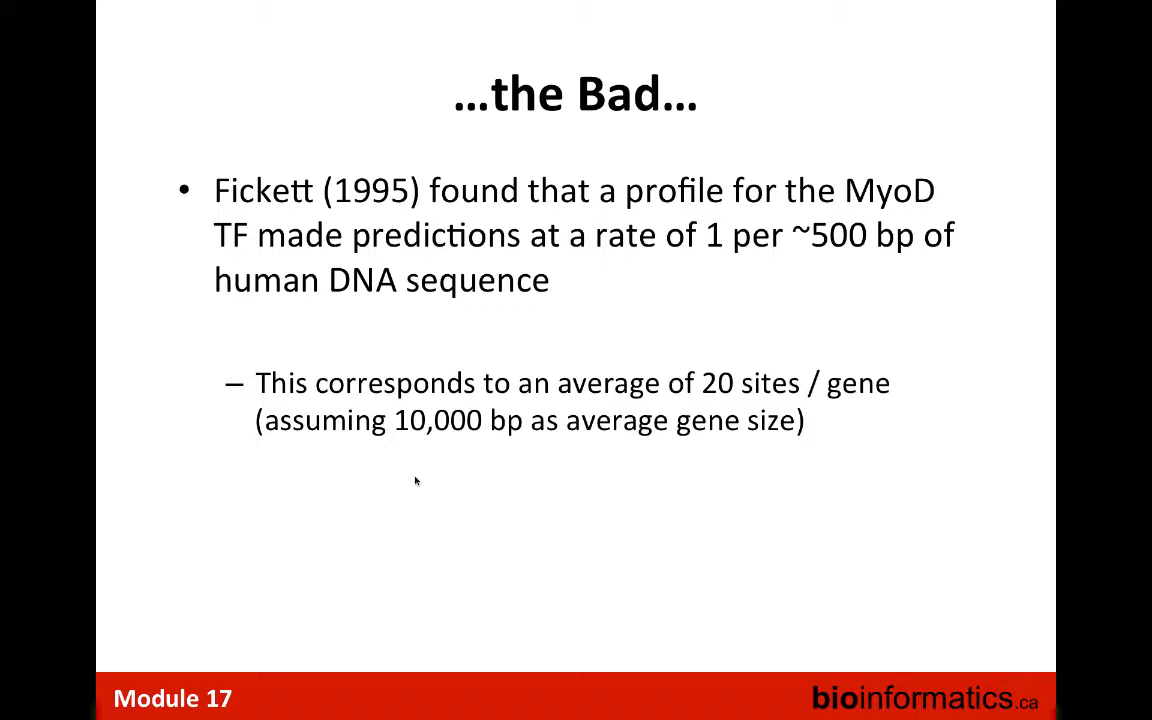 …the Bad…
• Fickett (1995) found that a profile for the MyoD
TF made predictions at a rate of 1 per ~500 bp of
human DNA sequence
– This corresponds to an average of 20 sites / gene
(assuming 10,000 bp as average gene size)
Module 17
bioinformatics.ca